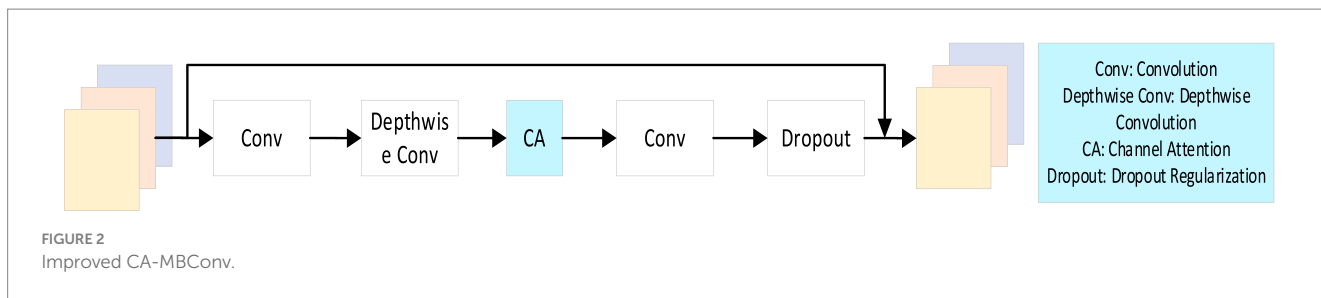 Conv
Depthwis
e Conv
CA
Conv
Dropout
Conv: Convolution
Depthwise Conv: Depthwise
Convolution
CA: Channel Attention
Dropout: Dropout Regularization
FIGURE 2
Improved CA-MBConv.